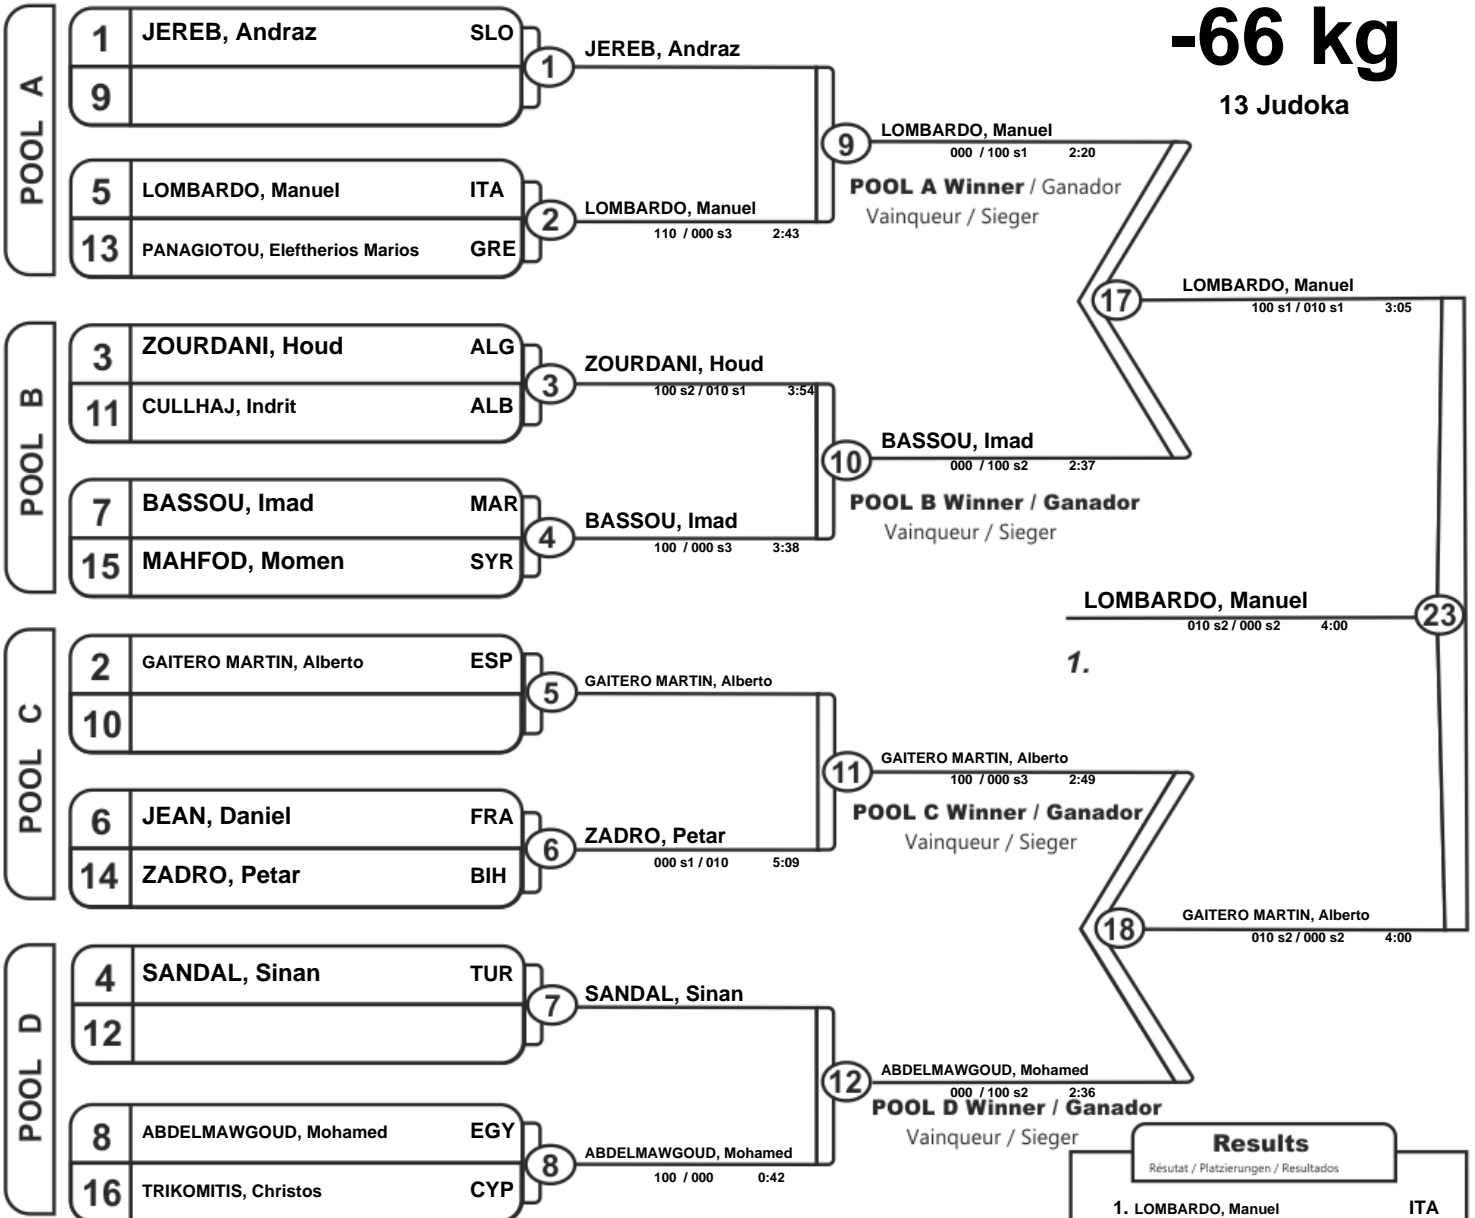 -66 kg
13 Judoka
POOL A
1 JEREB, Andraz SLO
9
1
JEREB, Andraz
5 LOMBARDO, Manuel ITA
13 PANAGIOTOU, Eleftherios Marios GRE
2
LOMBARDO, Manuel
110 / 000 s3 2:43
9
LOMBARDO, Manuel
000 / 100 s1 2:20
POOL A Winner / Ganador
Vainqueur / Sieger
POOL B
3 ZOURDANI, Houd ALG
11 CULLHAJ, Indrit ALB
3
ZOURDANI, Houd
100 s2 / 010 s1 3:54
7 BASSOU, Imad MAR
15 MAHFOD, Momen SYR
4
BASSOU, Imad
100 / 000 s3 3:38
10
BASSOU, Imad
000 / 100 s2 2:37
POOL B Winner / Ganador
Vainqueur / Sieger
17
LOMBARDO, Manuel
100 s1 / 010 s1 3:05
POOL C
2 GAITERO MARTIN, Alberto ESP
10
5
GAITERO MARTIN, Alberto
6 JEAN, Daniel FRA
14 ZADRO, Petar BIH
6
ZADRO, Petar
000 s1 / 010 5:09
11
GAITERO MARTIN, Alberto
100 / 000 s3 2:49
POOL C Winner / Ganador
Vainqueur / Sieger
POOL D
4 SANDAL, Sinan TUR
12
7
SANDAL, Sinan
8 ABDELMAWGOUD, Mohamed EGY
16 TRIKOMITIS, Christos CYP
8
ABDELMAWGOUD, Mohamed
100 / 000 0:42
12
ABDELMAWGOUD, Mohamed
000 / 100 s2 2:36
POOL D Winner / Ganador
Vainqueur / Sieger
18
GAITERO MARTIN, Alberto
010 s2 / 000 s2 4:00
23
LOMBARDO, Manuel
010 s2 / 000 s2 4:00
1.
Results
Résutat / Platzierungen / Resultados
1. LOMBARDO, Manuel ITA